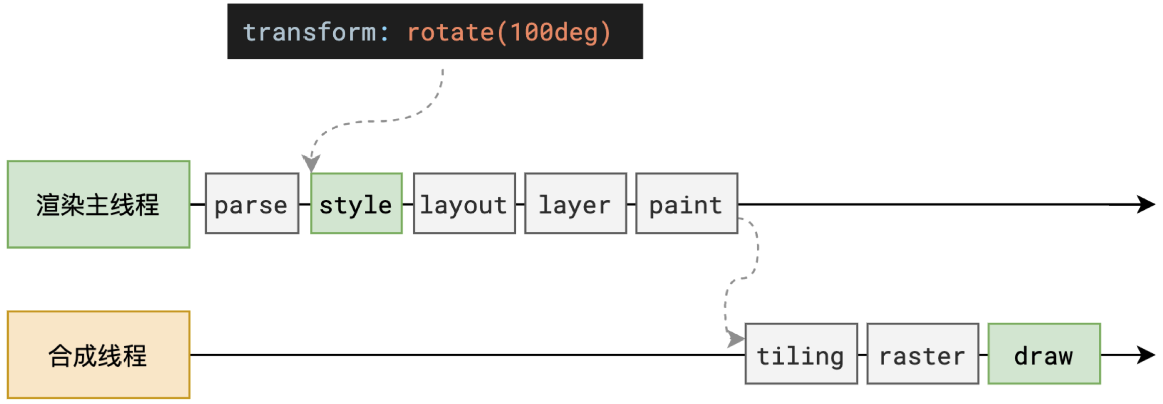 transform: rotate(100deg)
渲染主线程
parse
style
layout
layer
paint
合成线程
tiling
raster
draw